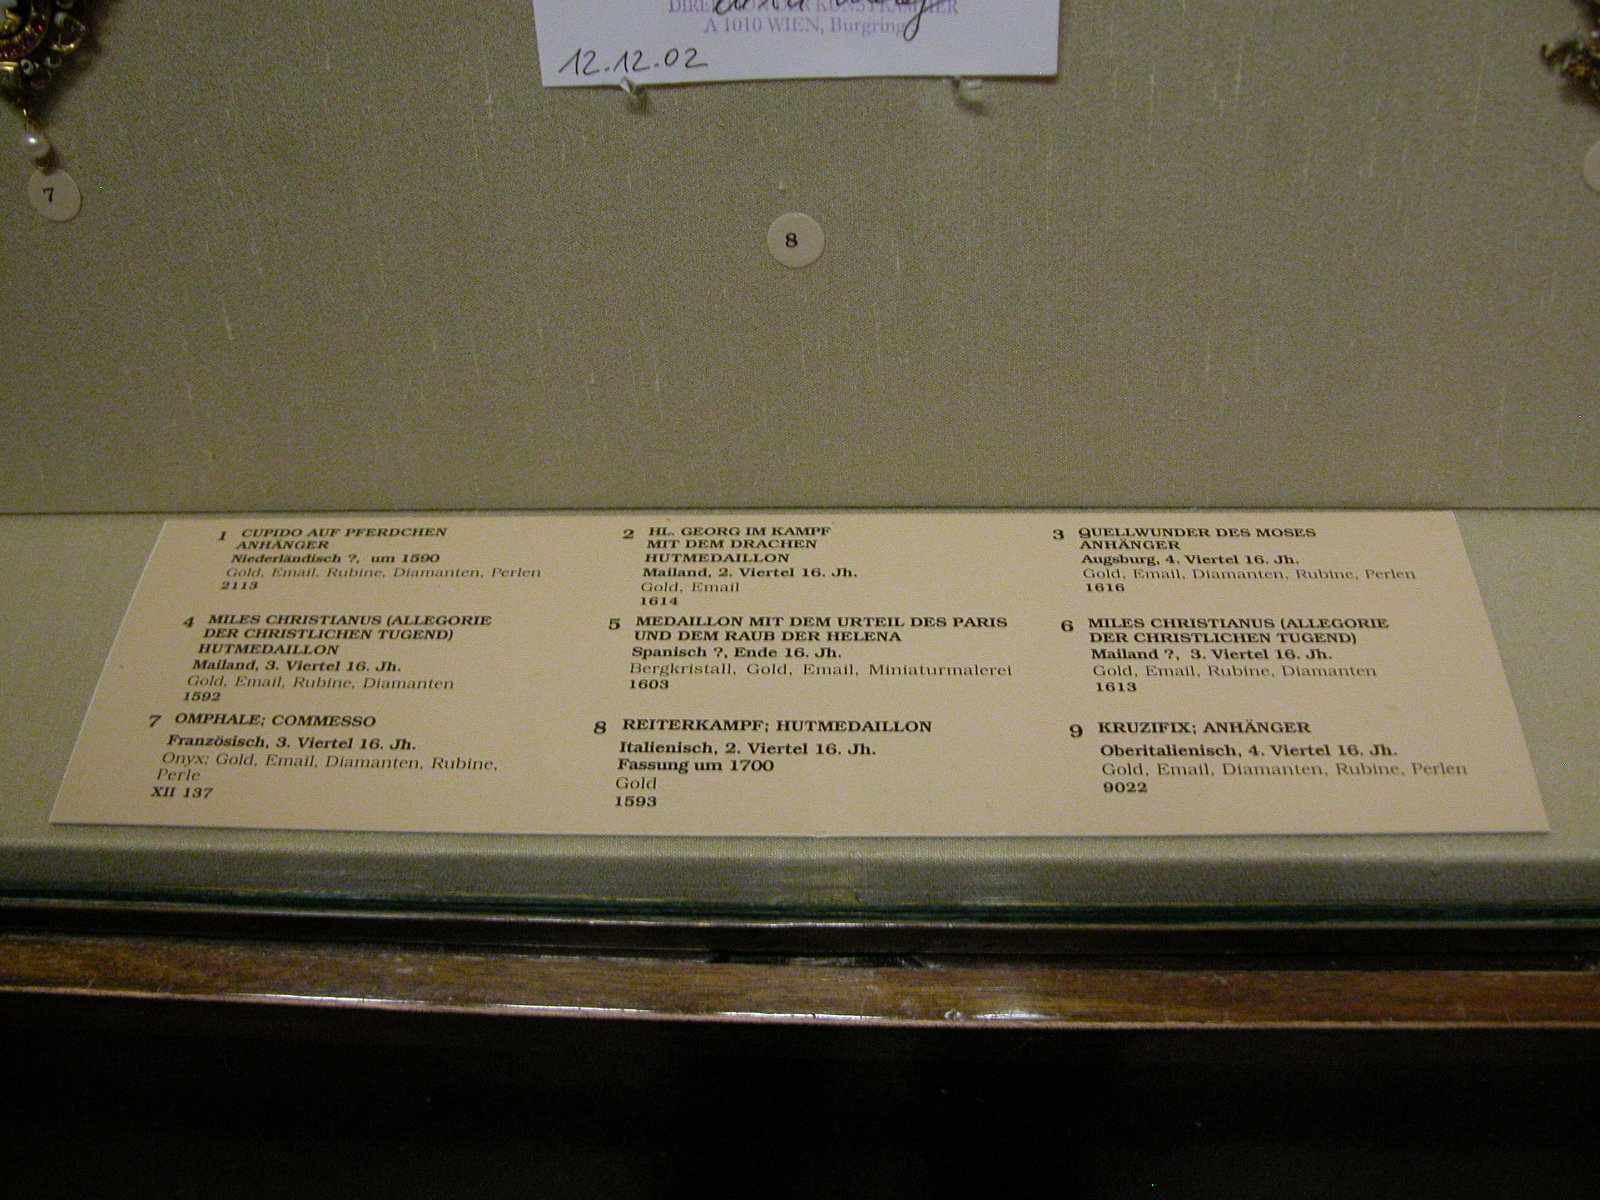 DIREKTION DER KUNSTKAMMER
A 1010 WIEN, Burgring
12.12.02
7
8
1 CUPIDO AUF PFERDCHEN
ANHÄNGER
Niederländisch ?, um 1590
Gold, Email, Rubine, Diamanten, Perlen
2113
2 HL. GEORG IM KAMPF
MIT DEM DRACHEN
HUTMEDAILLON
Mailand, 2. Viertel 16. Jh.
Gold, Email
1614
3 QUELLWUNDER DES MOSES
ANHÄNGER
Augsburg, 4. Viertel 16. Jh.
Gold, Email, Diamanten, Rubine, Perlen
1616
4 MILES CHRISTIANUS (ALLEGORIE
DER CHRISTLICHEN TUGEND)
HUTMEDAILLON
Mailand, 3. Viertel 16. Jh.
Gold, Email, Rubine, Diamanten
1592
5 MEDAILLON MIT DEM URTEIL DES PARIS
UND DEM RAUB DER HELENA
Spanisch ?, Ende 16. Jh.
Bergkristall, Gold, Email, Miniaturmalerei
1603
6 MILES CHRISTIANUS (ALLEGORIE
DER CHRISTLICHEN TUGEND)
Mailand ?, 3. Viertel 16. Jh.
Gold, Email, Rubine, Diamanten
1613
7 OMPHALE; COMMESSO
Französisch, 3. Viertel 16. Jh.
Onyx; Gold, Email, Diamanten, Rubine,
Perle
XII 137
8 REITERKAMPF; HUTMEDAILLON
Italienisch, 2. Viertel 16. Jh.
Fassung um 1700
Gold
1593
9 KRUZIFIX; ANHÄNGER
Oberitalienisch, 4. Viertel 16. Jh.
Gold, Email, Diamanten, Rubine, Perlen
9022